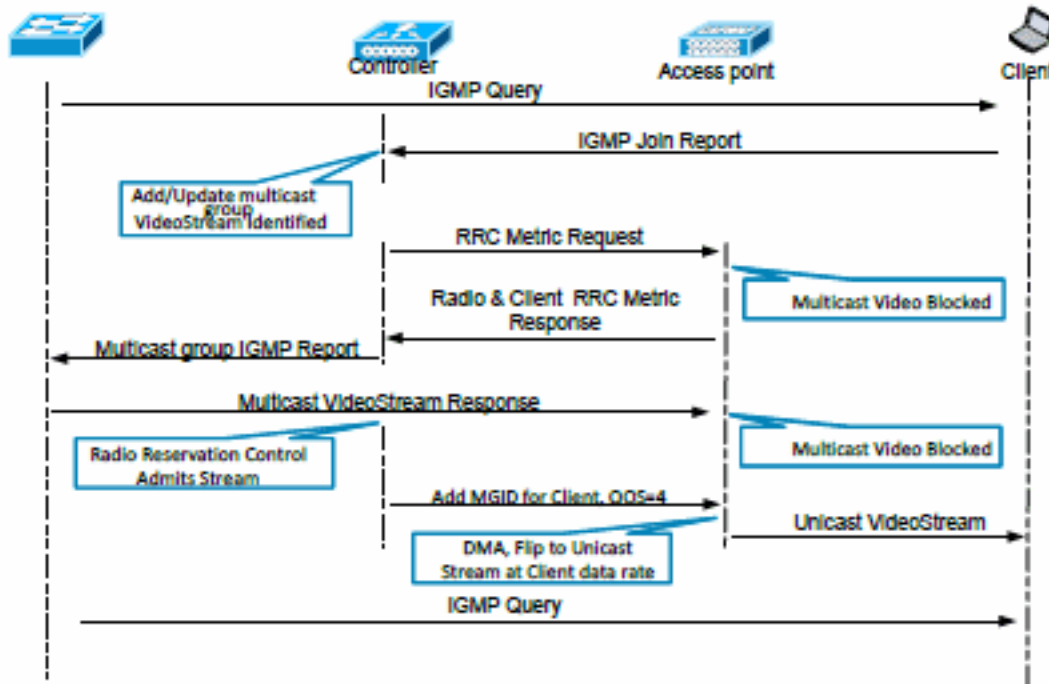 Controller
Access point
Client
IGMP Query
IGMP Join Report
Add/Update multicast
group
VideoStream Identified
RRC Metric Request
Multicast Video Blocked
Radio & Client RRC Metric
Response
Multicast group IGMP Report
Multicast VideoStream Response
Radio Reservation Control
Admits Stream
Multicast Video Blocked
Add MGID for Client, QOS=4
Unicast VideoStream
DMA, Flip to Unicast
Stream at Client data rate
IGMP Query